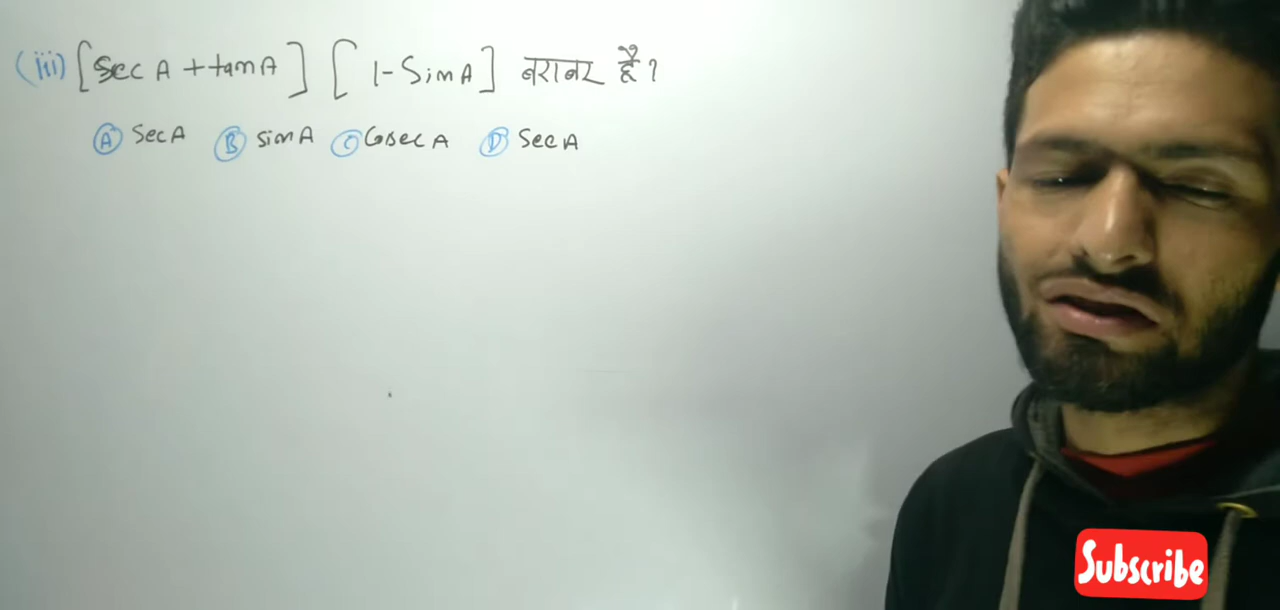 (iii) [Sec A + tan A] [1 - Sin A] बराबर है ?
(A) Sec A (B) sin A (C) Cosec A (D) Sec A
Subscribe